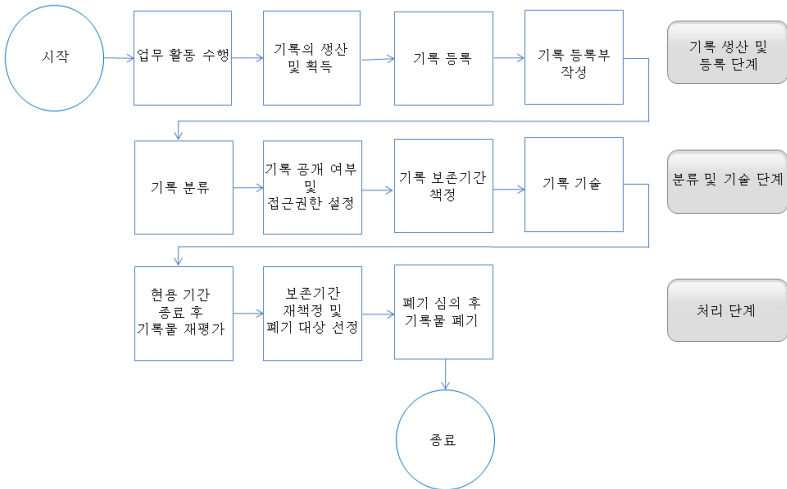 시작
업무 활동 수행
기록의 생산
및 획득
기록 등록
기록 등록부
작성
기록 생산 및
등록 단계
기록 분류
기록 공개 여부
및
접근권한 설정
기록 보존기간
책정
기록 기술
분류 및 기술 단계
현용 기간
종료 후
기록물 재평가
보존기간
재책정 및
폐기 대상 선정
폐기 심의 후
기록물 폐기
처리 단계
종료